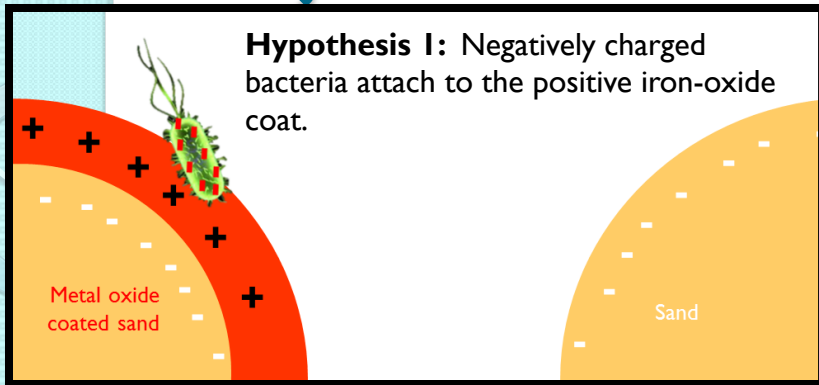 Hypothesis 1: Negatively charged
bacteria attach to the positive iron-oxide
coat.
Metal oxide
coated sand
Sand